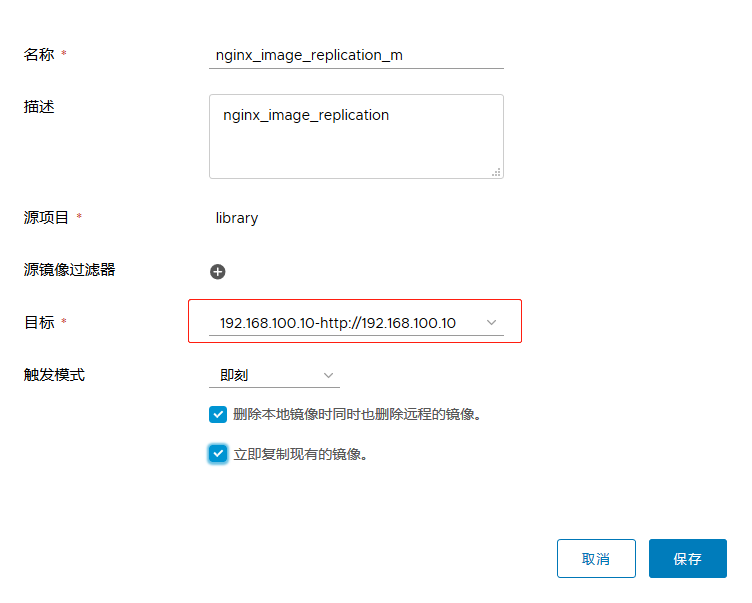 名称 * nginx_image_replication_m
描述 nginx_image_replication
源项目 * library
源镜像过滤器
目标 * 192.168.100.10-http://192.168.100.10
触发模式 即刻
删除本地镜像时同时也删除远程的镜像。
立即复制现有的镜像。
取消 保存